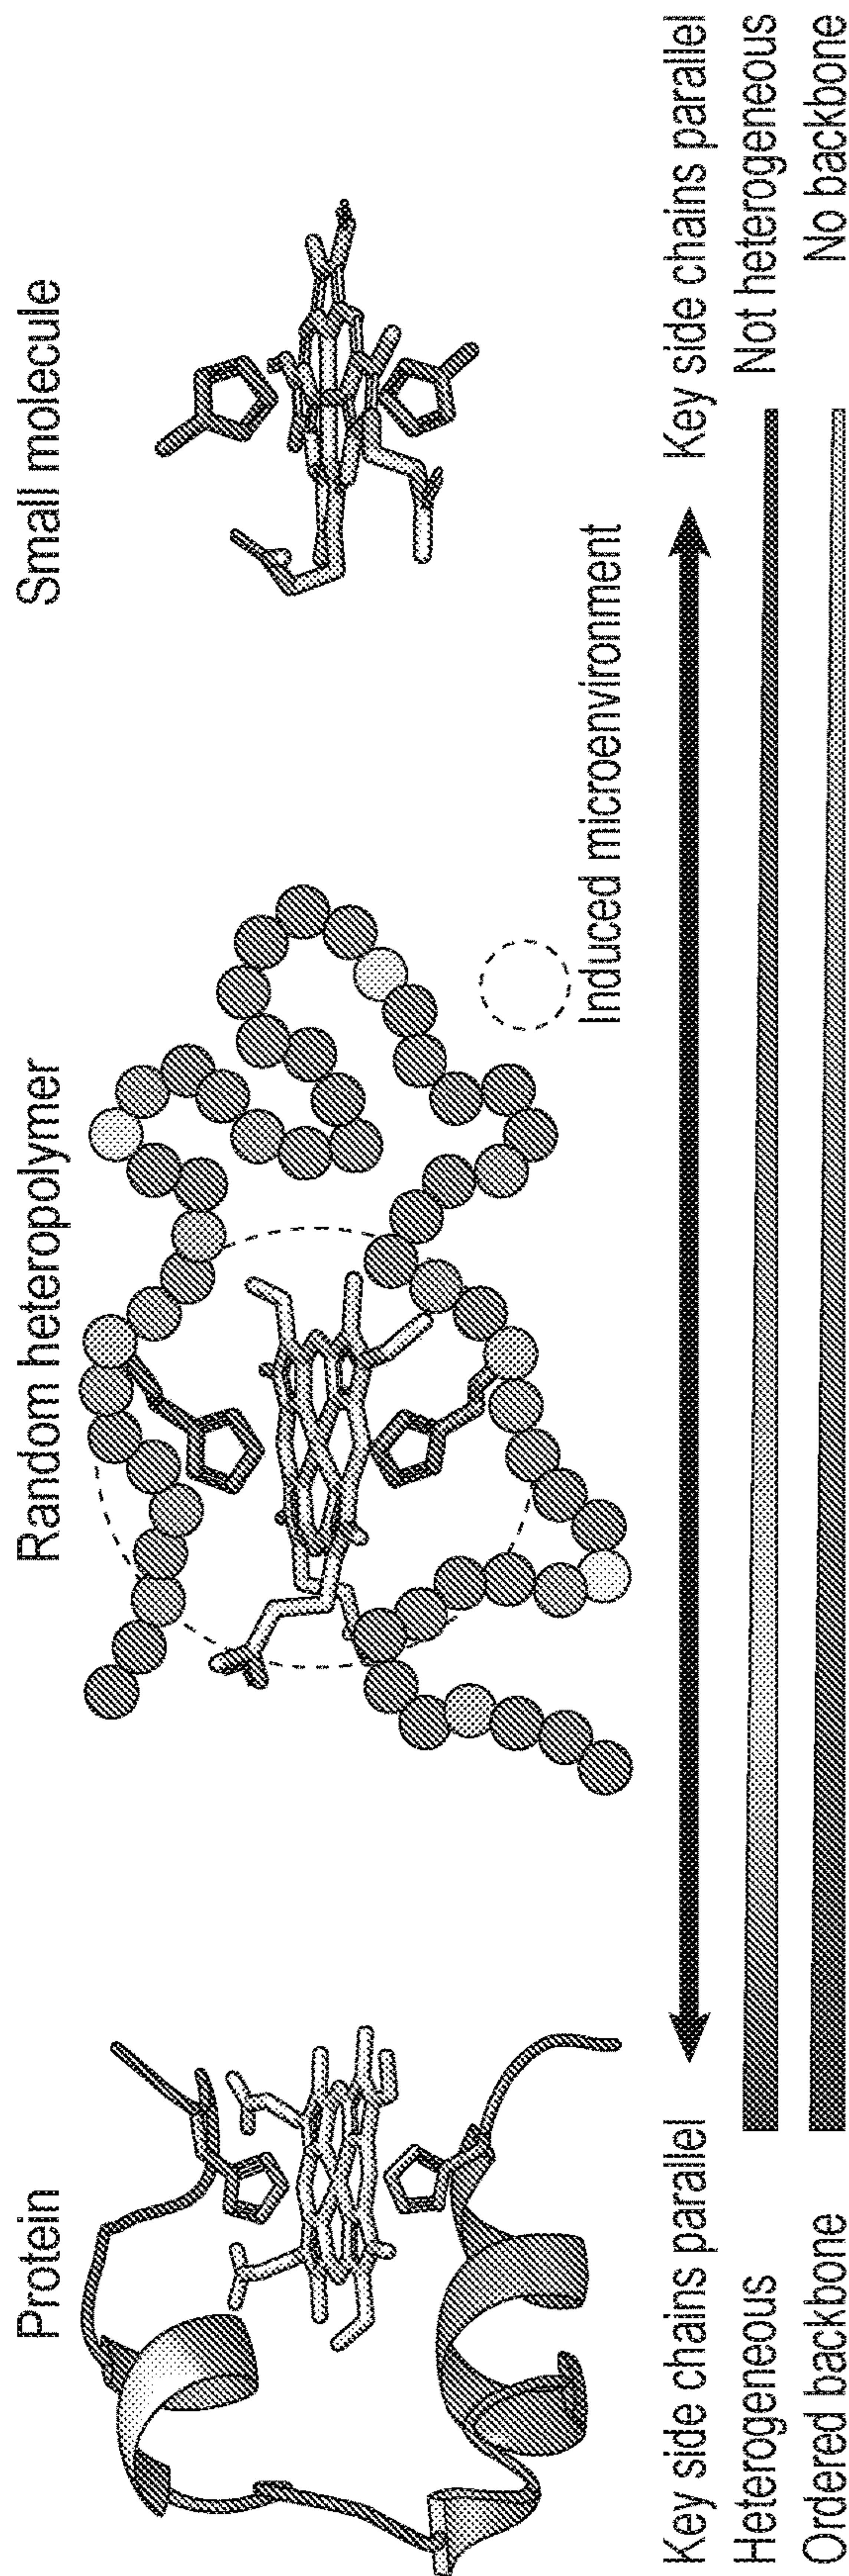 Protein
Random heteropolymer
Small molecule
Induced microenvironment
Key side chains parallel
Key side chains parallel
Heterogeneous
Not heterogeneous
Ordered backbone
No backbone